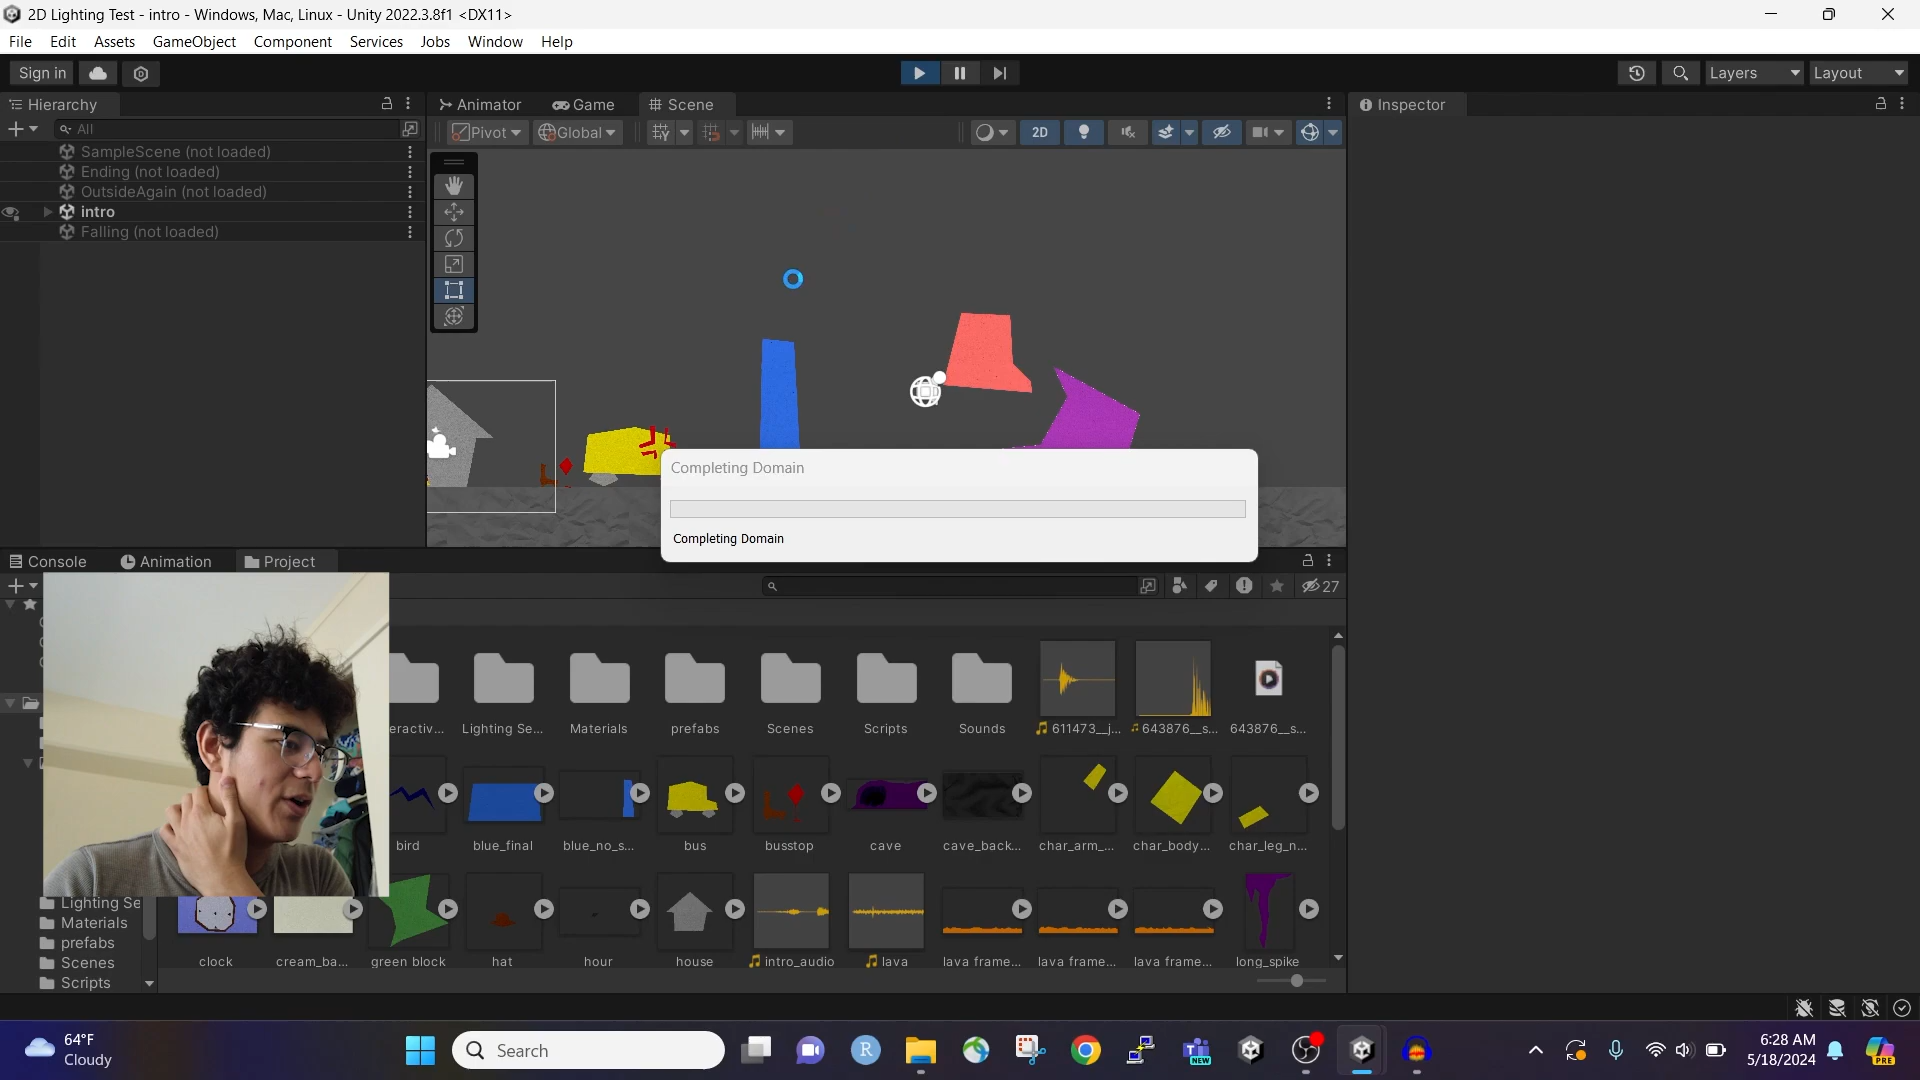 2D Lighting Test - intro - Windows, Mac, Linux - Unity 2022.3.8f1 <DX11>
File Edit Assets GameObject Component Services Jobs Window Help
Sign in Layers Layout
Hierarchy
All
SampleScene (not loaded)
Ending (not loaded)
OutsideAgain (not loaded)
intro
Falling (not loaded)
Animator Game Scene
Pivot Global 2D
Inspector
Completing Domain
Completing Domain
Console Animation Project
27
eractiv... Lighting Se... Materials prefabs Scenes Scripts Sounds 611473__j... 643876__s... 643876__s...
bird blue_final blue_no_s... bus busstop cave cave_back... char_arm_... char_body... char_leg_n...
clock cream_ba... green block hat hour house intro_audio lava lava frame... lava frame... lava frame... long_spike
Lighting Se
Materials
prefabs
Scenes
Scripts
64°F
Cloudy
Search
R
NEW
6:28 AM
5/18/2024
PRE